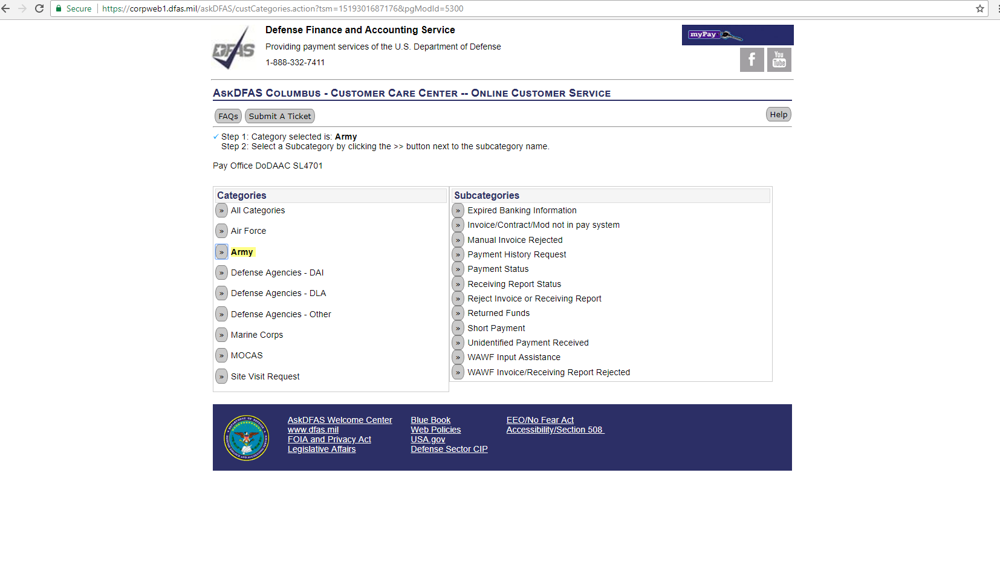 Secure
https://corpweb1.dfas.mil/askDFAS/custCategories.action?tsm=1519301687176&pgModId=5300
DFAS
Defense Finance and Accounting Service
Providing payment services of the U.S. Department of Defense
1-888-332-7411
myPay
f
You
Tube
AskDFAS Columbus - Customer Care Center -- Online Customer Service
FAQs
Submit A Ticket
Help
✓ Step 1: Category selected is: Army
Step 2: Select a Subcategory by clicking the >> button next to the subcategory name.
Pay Office DoDAAC SL4701
Categories
» All Categories
» Air Force
» Army
» Defense Agencies - DAI
» Defense Agencies - DLA
» Defense Agencies - Other
» Marine Corps
» MOCAS
» Site Visit Request
Subcategories
» Expired Banking Information
» Invoice/Contract/Mod not in pay system
» Manual Invoice Rejected
» Payment History Request
» Payment Status
» Receiving Report Status
» Reject Invoice or Receiving Report
» Returned Funds
» Short Payment
» Unidentified Payment Received
» WAWF Input Assistance
» WAWF Invoice/Receiving Report Rejected
DEPARTMENT OF DEFENSE
DEFENSE FINANCE AND ACCOUNTING SERVICE
AskDFAS Welcome Center
www.dfas.mil
FOIA and Privacy Act
Legislative Affairs
Blue Book
Web Policies
USA.gov
Defense Sector CIP
EEO/No Fear Act
Accessibility/Section 508